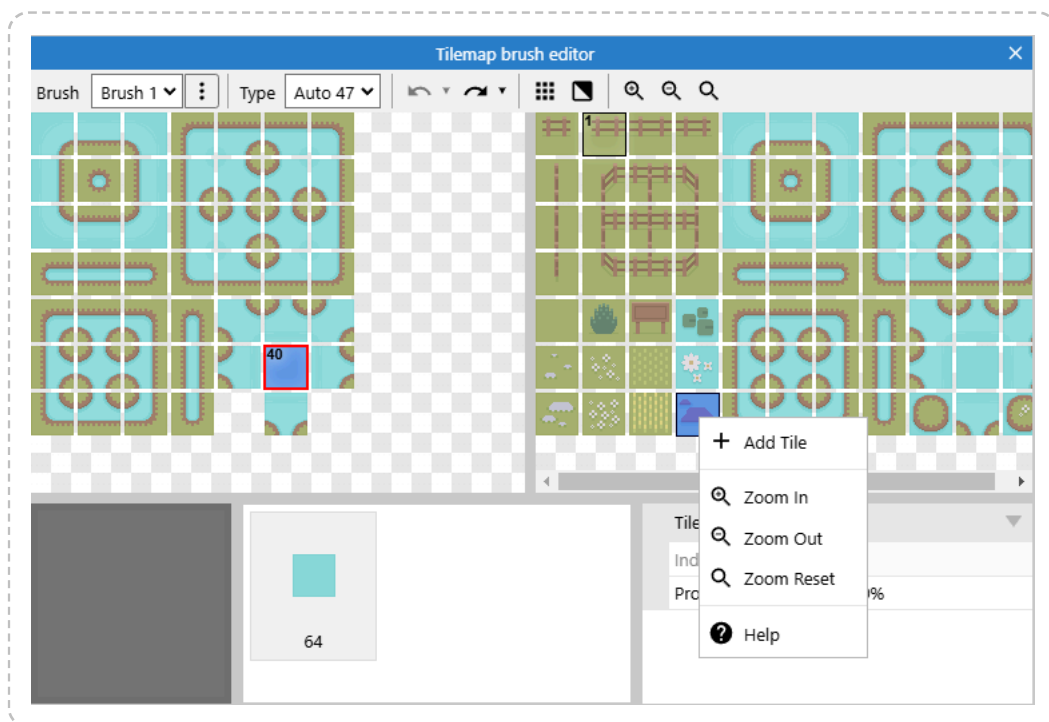 Tilemap brush editor
Brush Brush 1 Type Auto 47
1
40
Add Tile
Zoom In
Zoom Out
Zoom Reset
Help
64
Tile
Ind
Pro
%